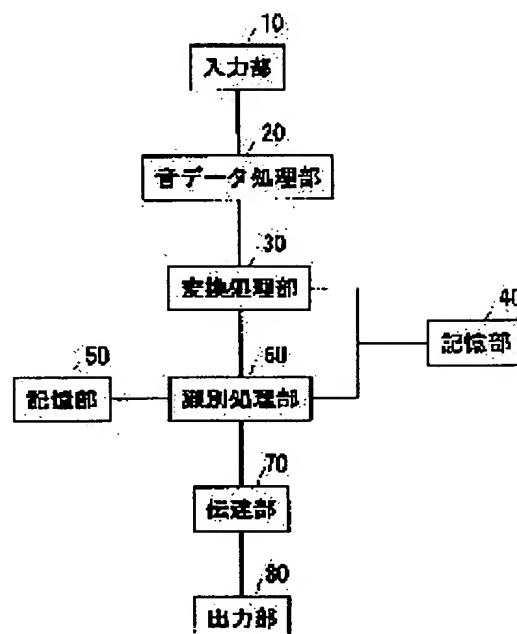 10
入力部
20
音データ処理部
30
変換処理部
40
記憶部
50
記憶部
60
識別処理部
70
伝達部
80
出力部